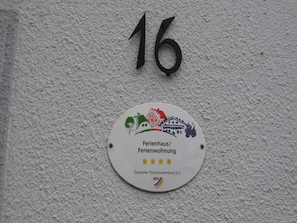 16
Ferienhaus/
Ferienwohnung
Deutscher Tourismusverband e.V.